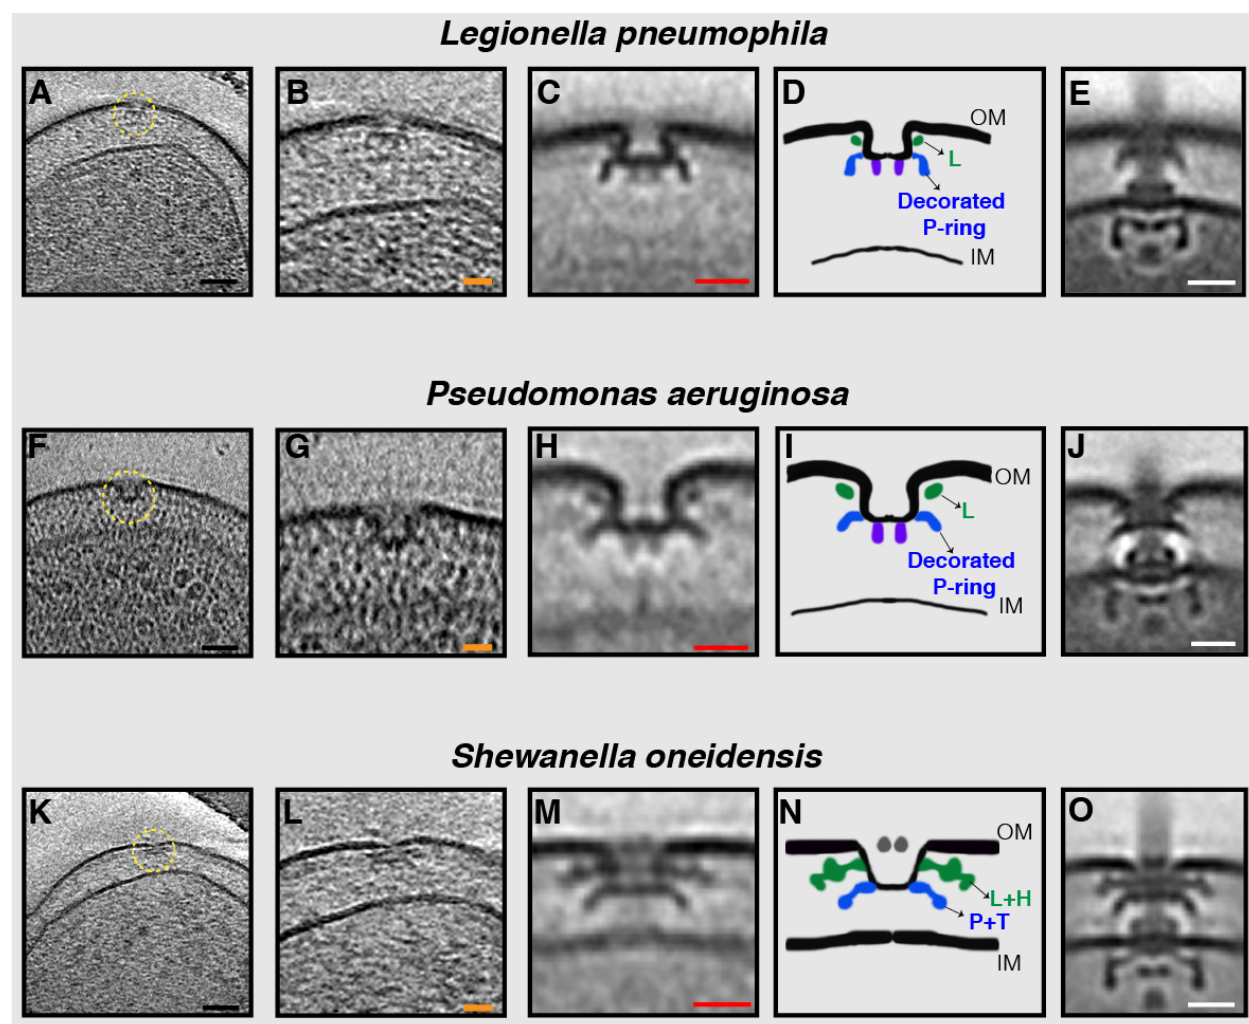 Legionella pneumophila
A
B
C
D
E
OM
L
Decorated
P-ring
IM
Pseudomonas aeruginosa
F
G
H
I
J
OM
L
Decorated
P-ring
IM
Shewanella oneidensis
K
L
M
N
O
OM
L+H
P+T
IM